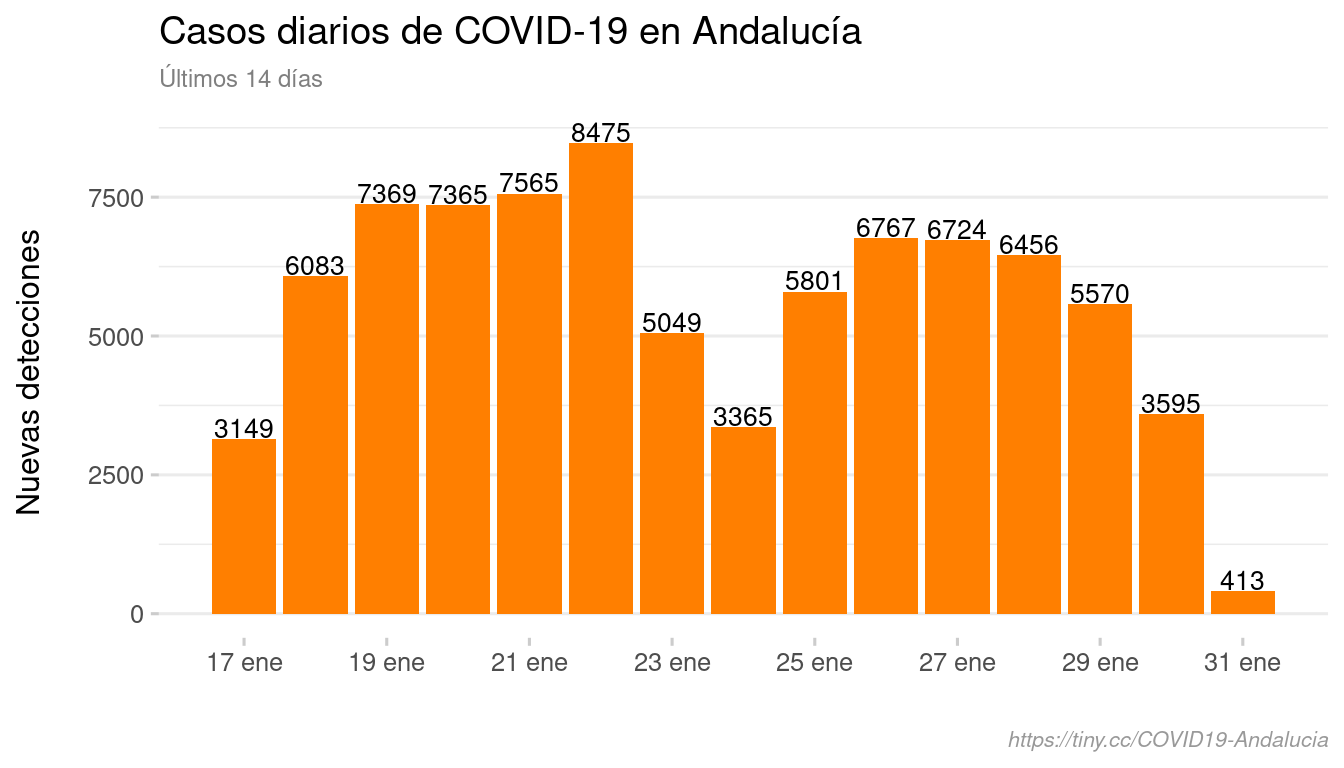 Casos diarios de COVID-19 en Andalucía
Últimos 14 días
Nuevas detecciones
7500
5000
2500
0
3149
6083
7369
7365
7565
8475
5049
3365
5801
6767
6724
6456
5570
3595
413
17 ene
19 ene
21 ene
23 ene
25 ene
27 ene
29 ene
31 ene
https://tiny.cc/COVID19-Andalucia